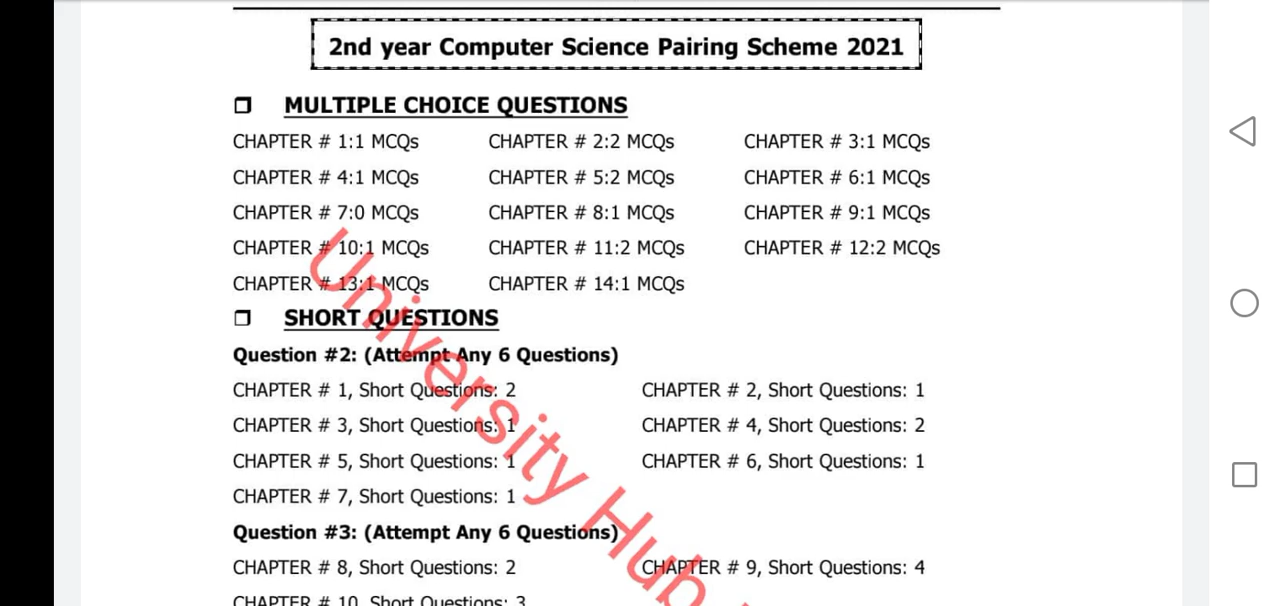 2nd year Computer Science Pairing Scheme 2021
MULTIPLE CHOICE QUESTIONS
CHAPTER # 1:1 MCQs CHAPTER # 2:2 MCQs CHAPTER # 3:1 MCQs
CHAPTER # 4:1 MCQs CHAPTER # 5:2 MCQs CHAPTER # 6:1 MCQs
CHAPTER # 7:0 MCQs CHAPTER # 8:1 MCQs CHAPTER # 9:1 MCQs
CHAPTER # 10:1 MCQs CHAPTER # 11:2 MCQs CHAPTER # 12:2 MCQs
CHAPTER # 13:1 MCQs CHAPTER # 14:1 MCQs
SHORT QUESTIONS
Question #2: (Attempt Any 6 Questions)
CHAPTER # 1, Short Questions: 2 CHAPTER # 2, Short Questions: 1
CHAPTER # 3, Short Questions: 1 CHAPTER # 4, Short Questions: 2
CHAPTER # 5, Short Questions: 1 CHAPTER # 6, Short Questions: 1
CHAPTER # 7, Short Questions: 1
Question #3: (Attempt Any 6 Questions)
CHAPTER # 8, Short Questions: 2 CHAPTER # 9, Short Questions: 4
CHAPTER # 10, Short Questions: 3
University Hub